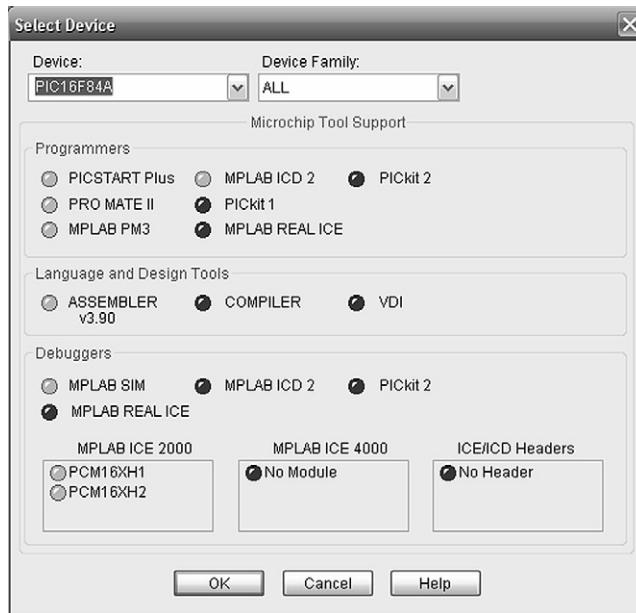 Select Device
Device: Device Family:
PIC16F84A ALL
Microchip Tool Support
Programmers
PICSTART Plus MPLAB ICD 2 PICkit 2
PRO MATE II PICkit 1
MPLAB PM3 MPLAB REAL ICE
Language and Design Tools
ASSEMBLER COMPILER VDI
v3.90
Debuggers
MPLAB SIM MPLAB ICD 2 PICkit 2
MPLAB REAL ICE
MPLAB ICE 2000 MPLAB ICE 4000 ICE/ICD Headers
PCM16XH1 No Module No Header
PCM16XH2
OK Cancel Help